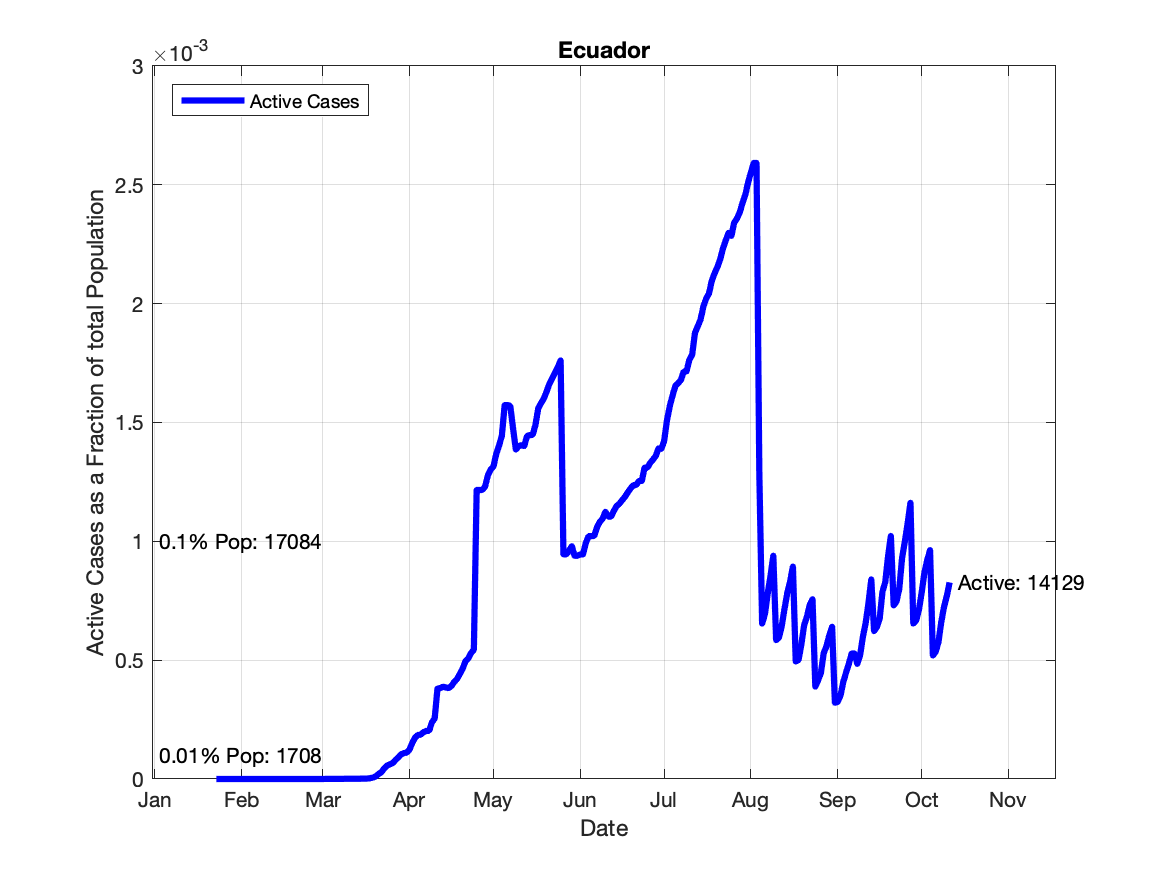 Ecuador
×10-3
Active Cases
3
2.5
2
1.5
1
0.5
0
Active Cases as a Fraction of total Population
0.1% Pop: 17084
Active: 14129
0.01% Pop: 1708
Jan Feb Mar Apr May Jun Jul Aug Sep Oct Nov
Date